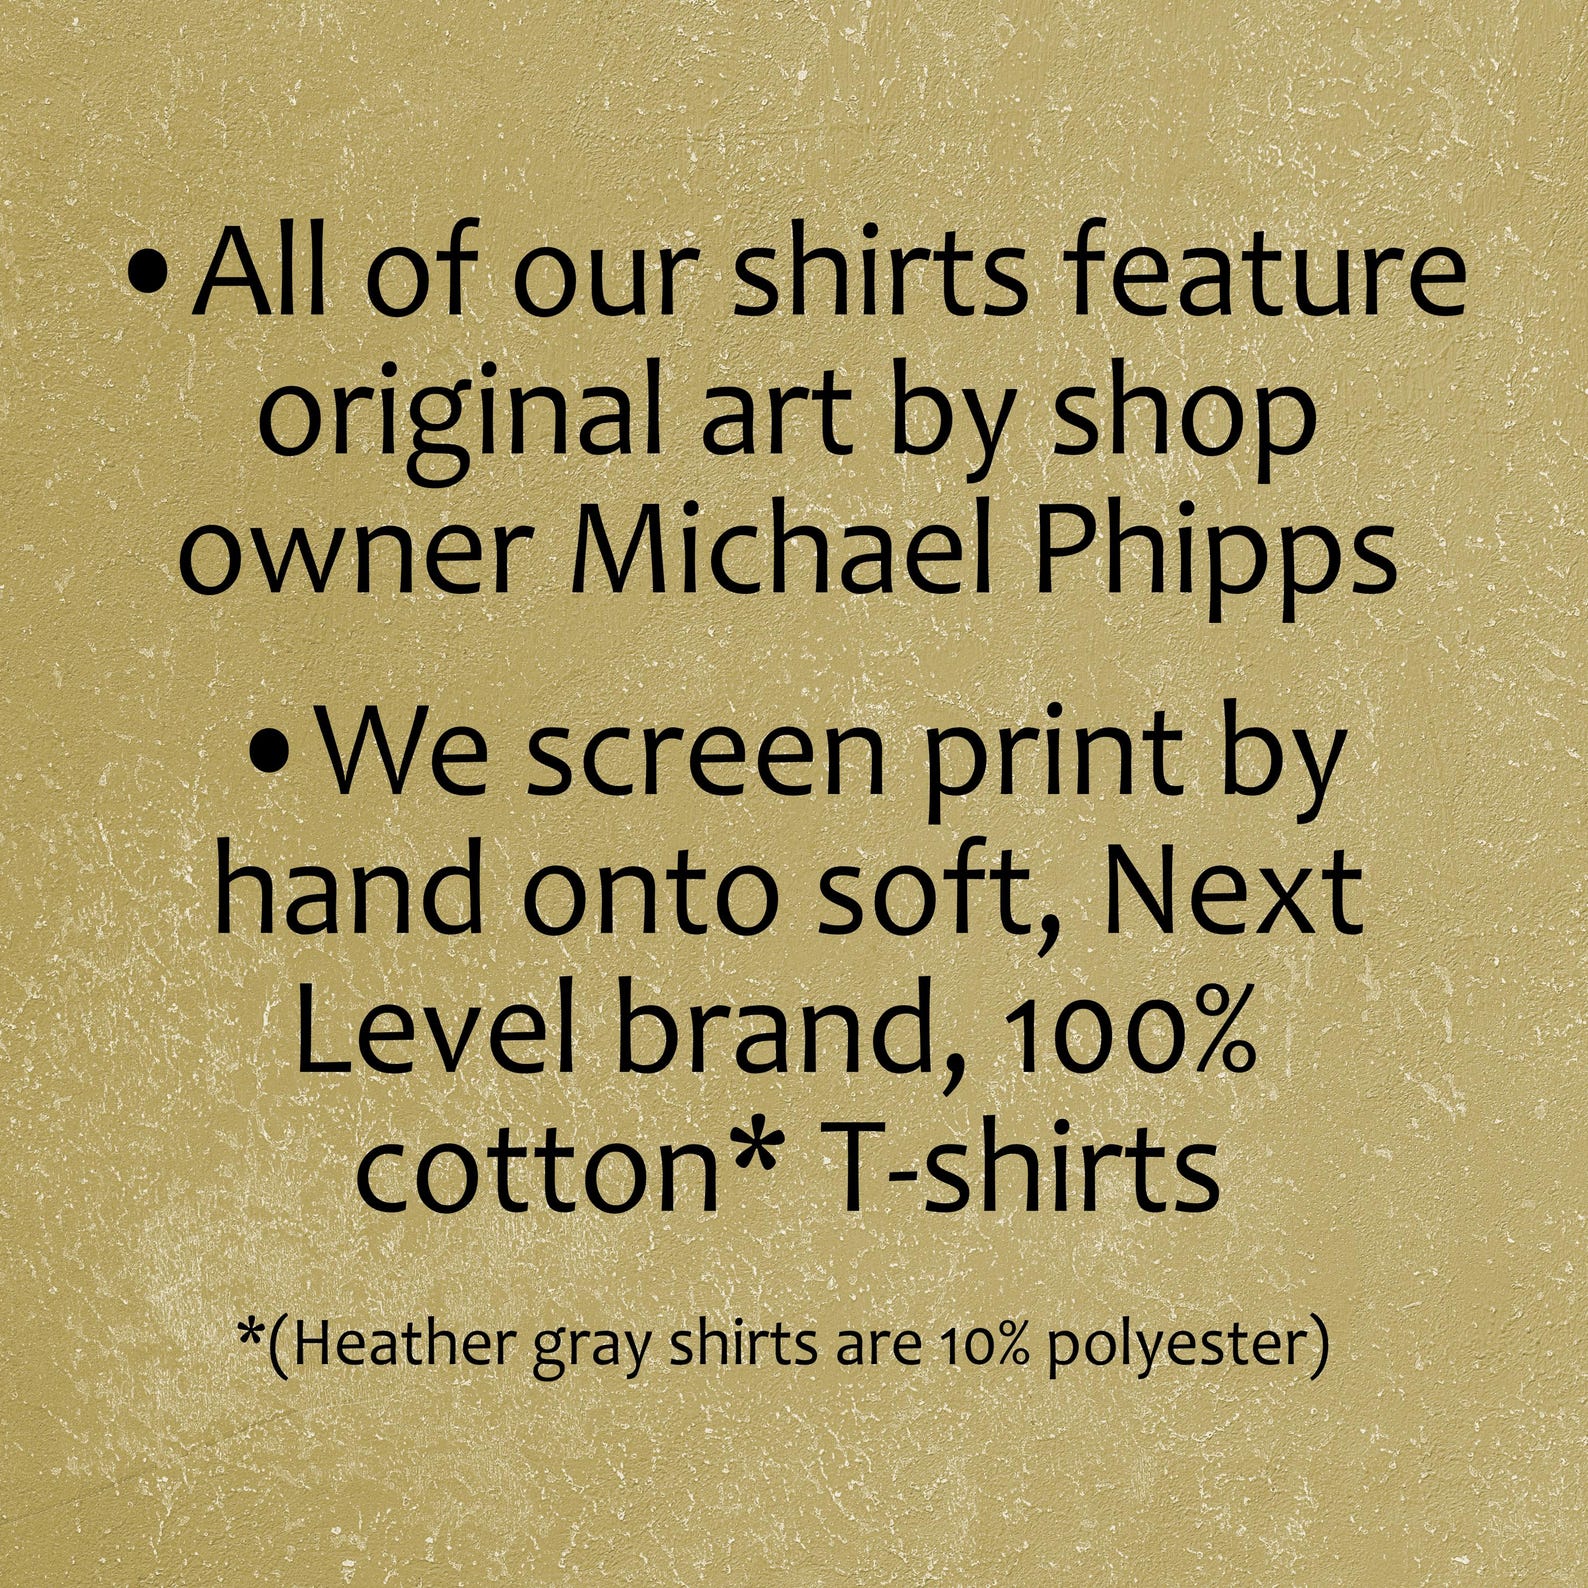 •All of our shirts feature
original art by shop
owner Michael Phipps
•We screen print by
hand onto soft, Next
Level brand, 100%
cotton* T-shirts
*(Heather gray shirts are 10% polyester)